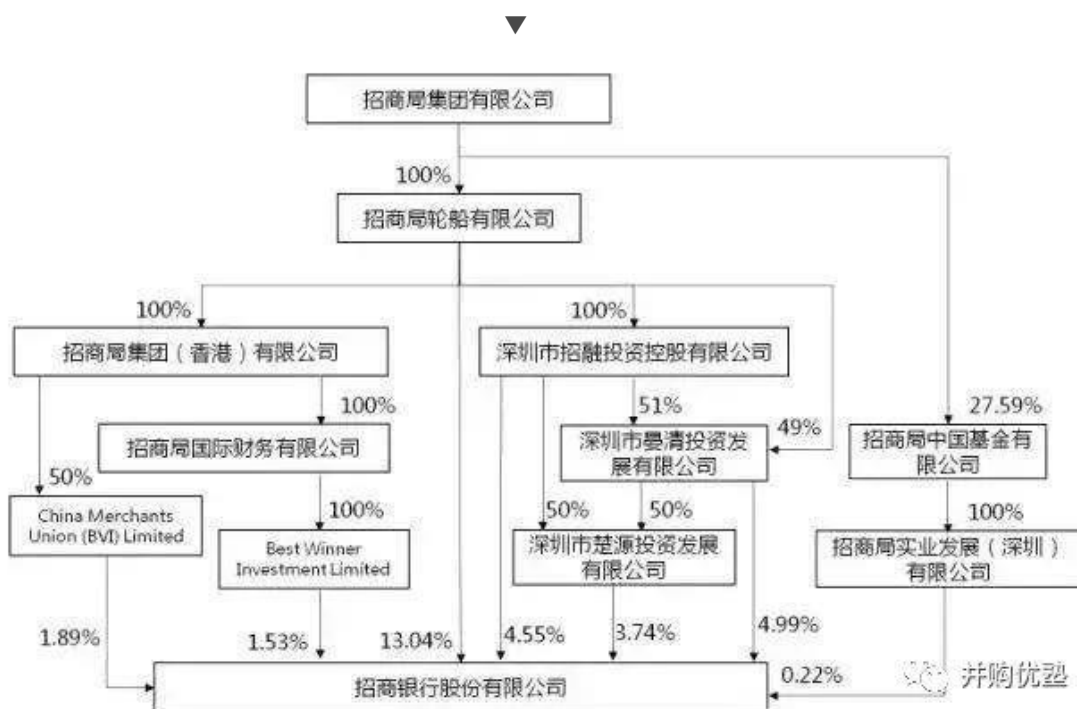 招商局集团有限公司
100%
招商局轮船有限公司
100%
100%
招商局集团（香港）有限公司
深圳市招融投资控股有限公司
100%
51%
27.59%
49%
招商局国际财务有限公司
深圳市晏清投资发
展有限公司
招商局中国基金有
限公司
50%
100%
50%
50%
100%
China Merchants
Union (BVI) Limited
Best Winner
Investment Limited
深圳市楚源投资发展
有限公司
招商局实业发展（深圳）
有限公司
1.89%
1.53%
13.04%
4.55%
3.74%
4.99%
0.22%
招商银行股份有限公司
并购优塾